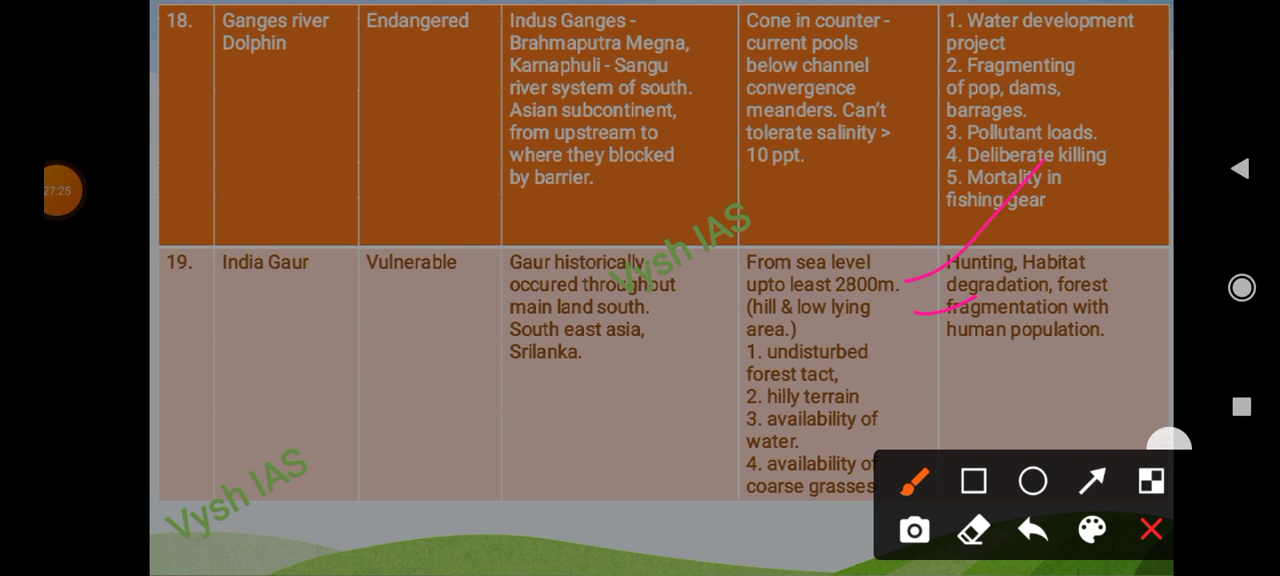 18.
Ganges river
Dolphin
Endangered
Indus Ganges -
Brahmaputra Megna,
Karnaphuli - Sangu
river system of south.
Asian subcontinent,
from upstream to
where they blocked
by barrier.
Cone in counter -
current pools
below channel
convergence
meanders. Can't
tolerate salinity >
10 ppt.
1. Water development
project
2. Fragmenting
of pop, dams,
barrages.
3. Pollutant loads.
4. Deliberate killing
5. Mortality in
fishing gear
19.
India Gaur
Vulnerable
Gaur historically
occured throughout
main land south.
South east asia,
Srilanka.
From sea level
upto least 2800m.
(hill & low lying
area.)
1. undisturbed
forest tact,
2. hilly terrain
3. availability of
water.
4. availability of
coarse grasses
Hunting, Habitat
degradation, forest
fragmentation with
human population.
Vysh IAS
Vysh IAS
27:25